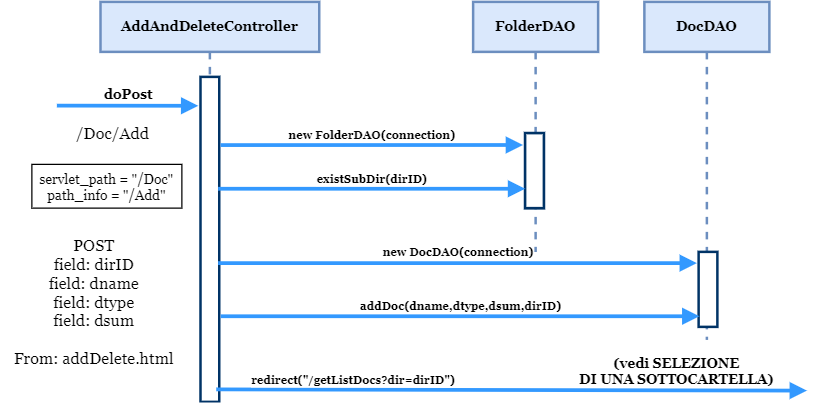 AddAndDeleteController
FolderDAO
DocDAO
doPost
/Doc/Add
new FolderDAO(connection)
servlet_path = "/Doc"
path_info = "/Add"
existSubDir(dirID)
POST
field: dirID
field: dname
field: dtype
field: dsum
new DocDAO(connection)
addDoc(dname,dtype,dsum,dirID)
From: addDelete.html
redirect("/getListDocs?dir=dirID")
(vedi SELEZIONE
DI UNA SOTTOCARTELLA)